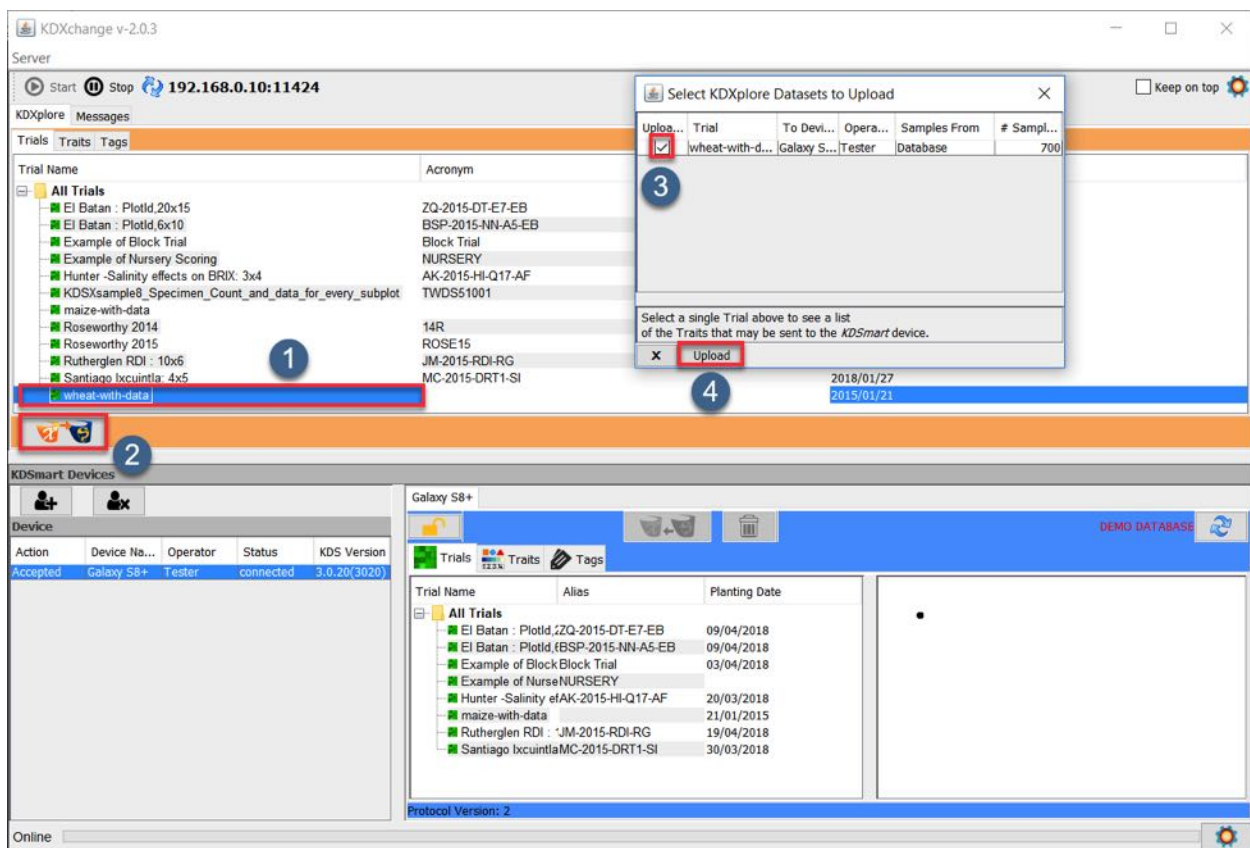 KDXchange v-2.0.3
Server
Start Stop 192.168.0.10:11424
Keep on top
KDXplore Messages
Trials Traits Tags
Trial Name Acronym
All Trials
El Batan : PlotId,20x15 ZQ-2015-DT-E7-EB
El Batan : PlotId,6x10 BSP-2015-NN-A5-EB
Example of Block Trial Block Trial
Example of Nursery Scoring NURSERY
Hunter -Salinity effects on BRIX: 3x4 AK-2015-HI-Q17-AF
KDSXsample8_Specimen_Count_and_data_for_every_subplot TWDS51001
maize-with-data
Roseworthy 2014 14R
Roseworthy 2015 ROSE15
Rutherglen RDI : 10x6 JM-2015-RDI-RG
1
Santiago Ixcuintla: 4x5 MC-2015-DRT1-SI 2018/01/27
wheat-with-data 2015/01/21
2
Select KDXplore Datasets to Upload
Uploa... Trial To Devi... Opera... Samples From # Sampl...
wheat-with-d... Galaxy S... Tester Database 700
3
Select a single Trial above to see a list
of the Traits that may be sent to the KDSmart device.
X Upload
4
KDSmart Devices
Device
Action Device Na... Operator Status KDS Version
Accepted Galaxy S8+ Tester connected 3.0.20(3020)
Galaxy S8+
DEMO DATABASE
Trials Traits Tags
Trial Name Alias Planting Date
All Trials
El Batan : PlotId,2 ZQ-2015-DT-E7-EB 09/04/2018
El Batan : PlotId,6 BSP-2015-NN-A5-EB 09/04/2018
Example of Block Block Trial 03/04/2018
Example of Nurse NURSERY
Hunter -Salinity ef AK-2015-HI-Q17-AF 20/03/2018
maize-with-data 21/01/2015
Rutherglen RDI : 1 JM-2015-RDI-RG 19/04/2018
Santiago Ixcuintla MC-2015-DRT1-SI 30/03/2018
Protocol Version: 2
Online